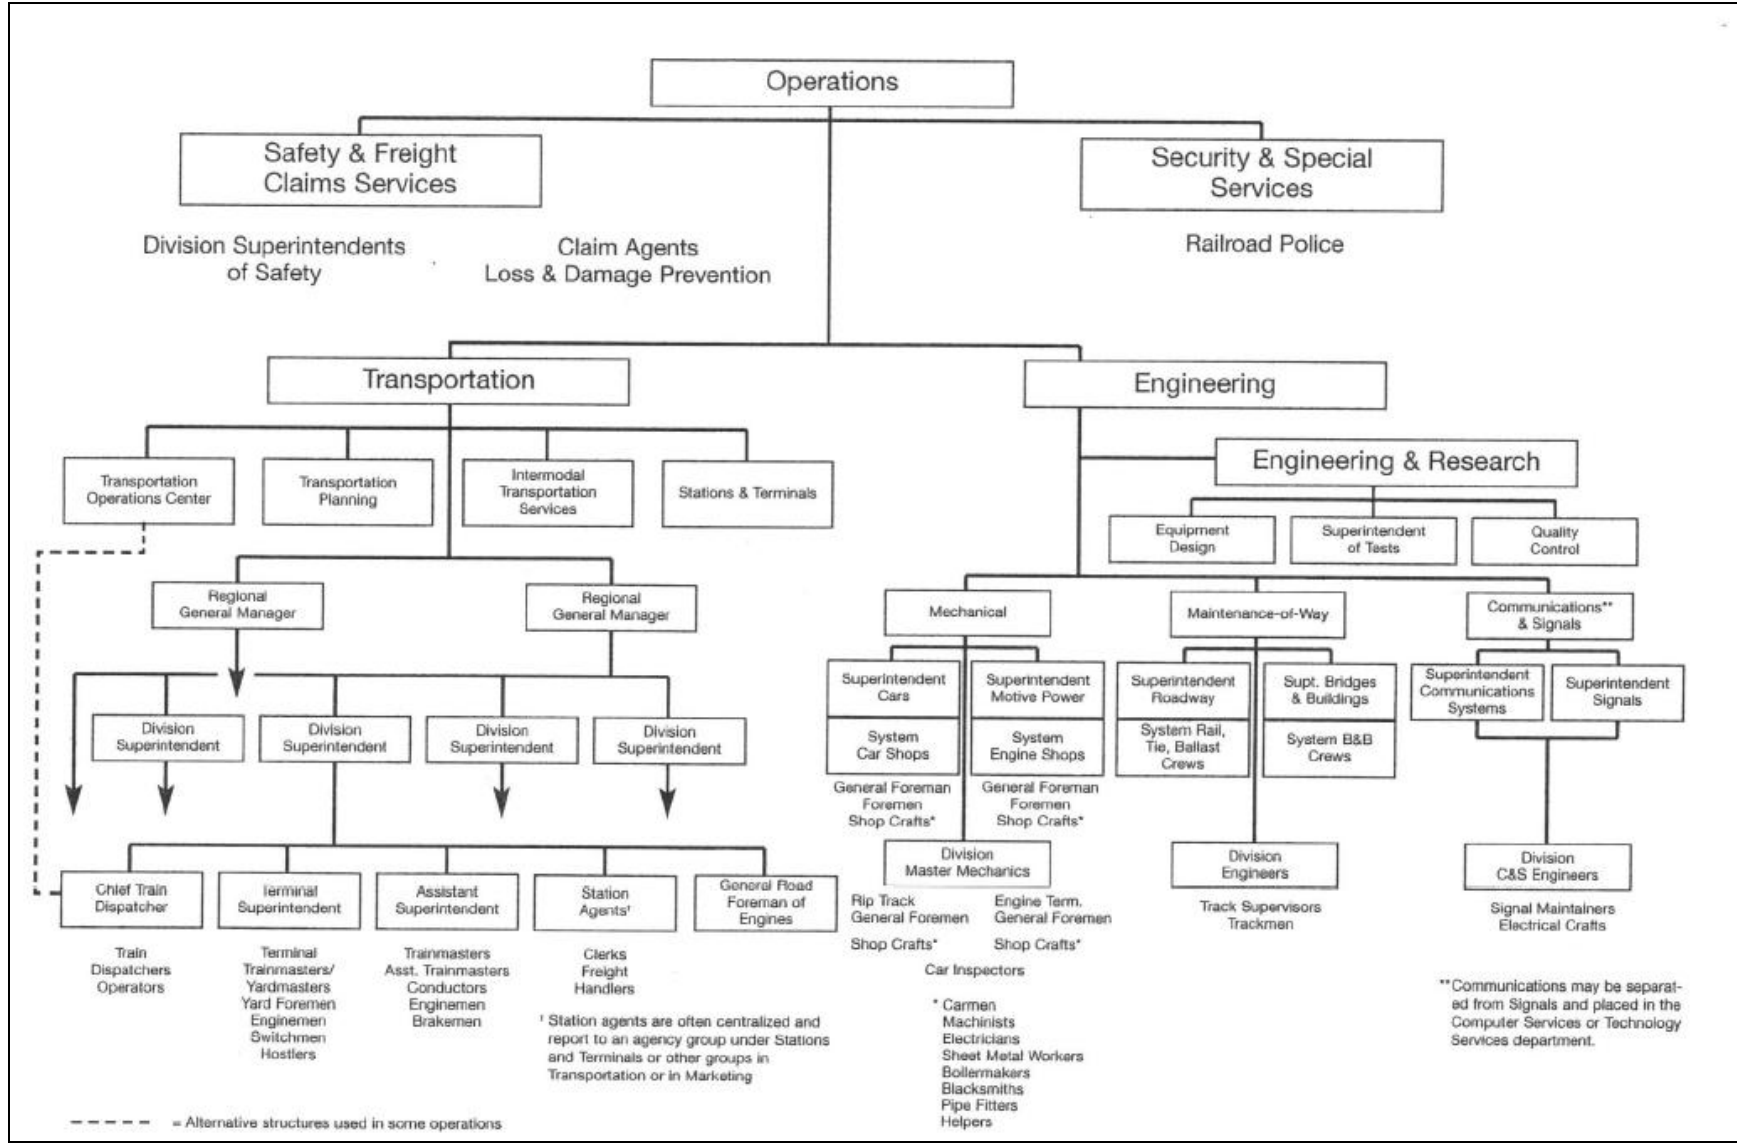 Operations
Safety & Freight
Claims Services
Security & Special
Services
Division Superintendents
of Safety
Claim Agents
Loss & Damage Prevention
Railroad Police
Transportation
Engineering
Transportation
Operations Center
Transportation
Planning
Intermodal
Transportation
Services
Stations & Terminals
Engineering & Research
Equipment
Design
Superintendent
of Tests
Quality
Control
Regional
General Manager
Regional
General Manager
Mechanical
Maintenance-of-Way
Communications**
& Signals
Superintendent
Cars
Superintendent
Motive Power
Superintendent
Roadway
Supt. Bridges
& Buildings
Superintendent
Communications
Systems
Superintendent
Signals
Division
Superintendent
Division
Superintendent
Division
Superintendent
Division
Superintendent
System
Car Shops
System
Engine Shops
System Rail,
Tie, Ballast
Crews
System B&B
Crews
General Foreman
Foremen
Shop Crafts*
General Foreman
Foremen
Shop Crafts*
Division
Master Mechanics
Division
Engineers
Division
C&S Engineers
Chief Train
Dispatcher
Terminal
Superintendent
Assistant
Superintendent
Station
Agents†
General Road
Foreman of
Engines
Rip Track
General Foremen
Shop Crafts*
Engine Term.
General Foremen
Shop Crafts*
Car Inspectors
Track Supervisors
Trackmen
Signal Maintainers
Electrical Crafts
Train
Dispatchers
Operators
Terminal
Trainmasters/
Yardmasters
Yard Foremen
Enginemen
Switchmen
Hostlers
Trainmasters
Asst. Trainmasters
Conductors
Enginemen
Brakemen
Clerks
Freight
Handlers
† Station agents are often centralized and
report to an agency group under Stations
and Terminals or other groups in
Transportation or in Marketing
* Carmen
Machinists
Electricians
Sheet Metal Workers
Boilermakers
Blacksmiths
Pipe Fitters
Helpers
**Communications may be separat-
ed from Signals and placed in the
Computer Services or Technology
Services department.
= Alternative structures used in some operations